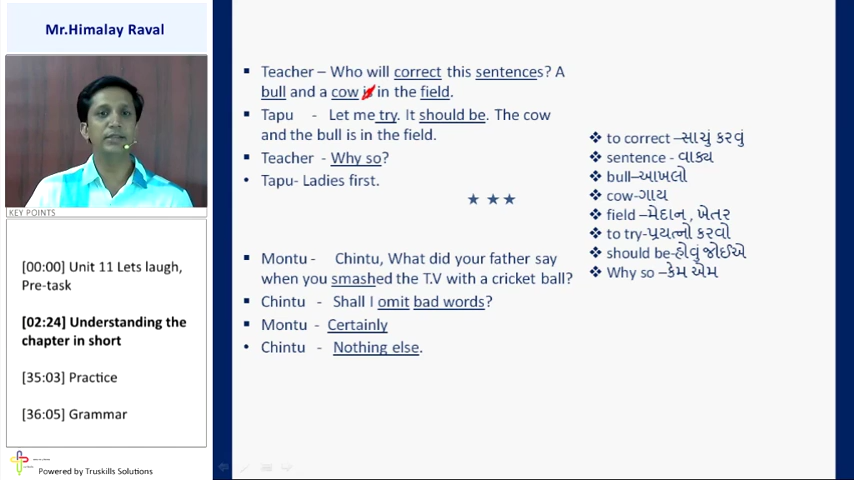 Mr.Himalay Raval
KEY POINTS
[00:00] Unit 11 Lets laugh,
Pre-task
[02:24] Understanding the
chapter in short
[35:03] Practice
[36:05] Grammar
Powered by Truskills Solutions
▪ Teacher – Who will correct this sentences? A
bull and a cow is in the field.
▪ Tapu - Let me try. It should be. The cow
and the bull is in the field.
▪ Teacher - Why so?
• Tapu- Ladies first.
★ ★ ★
▪ Montu - Chintu, What did your father say
when you smashed the T.V with a cricket ball?
▪ Chintu - Shall I omit bad words?
▪ Montu - Certainly
• Chintu - Nothing else.
❖ to correct –સાચું કરવું
❖ sentence - વાક્ય
❖ bull–આખલો
❖ cow-ગાય
❖ field –મેદાન , ખેતર
❖ to try-પ્રયત્નો કરવો
❖ should be-હોવું જોઈએ
❖ Why so –કેમ એમ